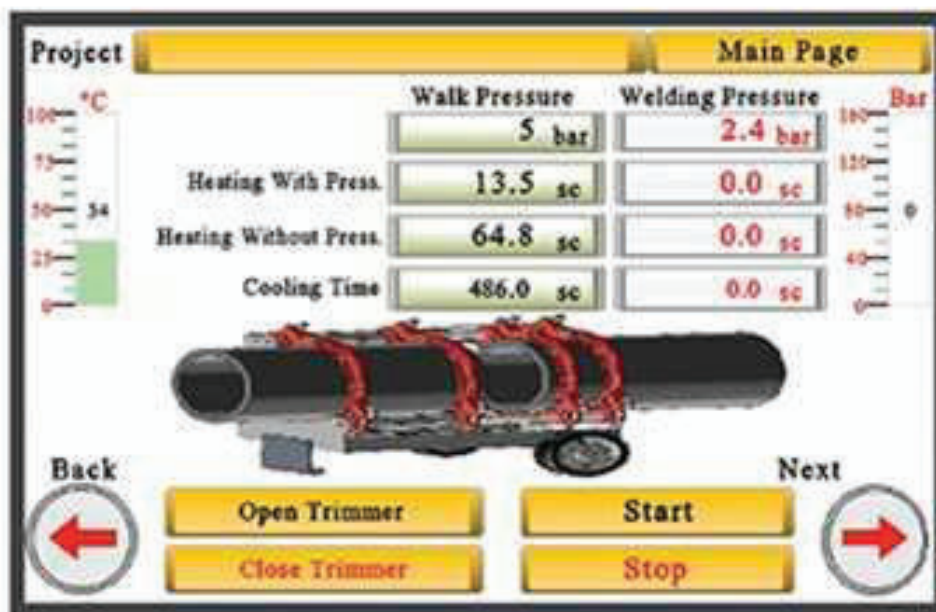 Project
Main Page
°C
Walk Pressure
Welding Pressure
Bar
100
75
50
25
0
34
5 bar
2.4 bar
Heating With Press.
13.5 sc
0.0 sc
Heating Without Press.
64.8 sc
0.0 sc
Cooling Time
486.0 sc
0.0 sc
160
120
80
40
0
0
Back
Next
Open Trimmer
Start
Close Trimmer
Stop